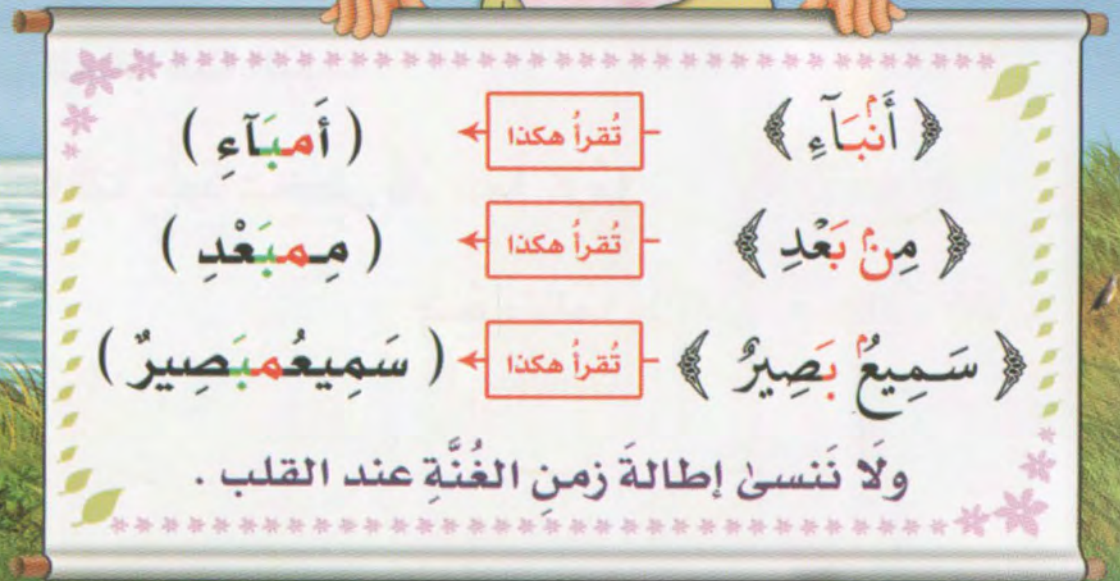 ﴿ أَنۢبَآءِ ﴾ تُقرأُ هكذا ( أَمبَآءِ )
﴿ مِنۢ بَعْدِ ﴾ تُقرأُ هكذا ( مِـمبَعْدِ )
﴿ سَمِيعُۢ بَصِيرٌ ﴾ تُقرأُ هكذا ( سَمِيعُمبَصِيرٌ )
ولَا نَنسىٰ إطالةَ زمنِ الغُنَّةِ عند القلب .